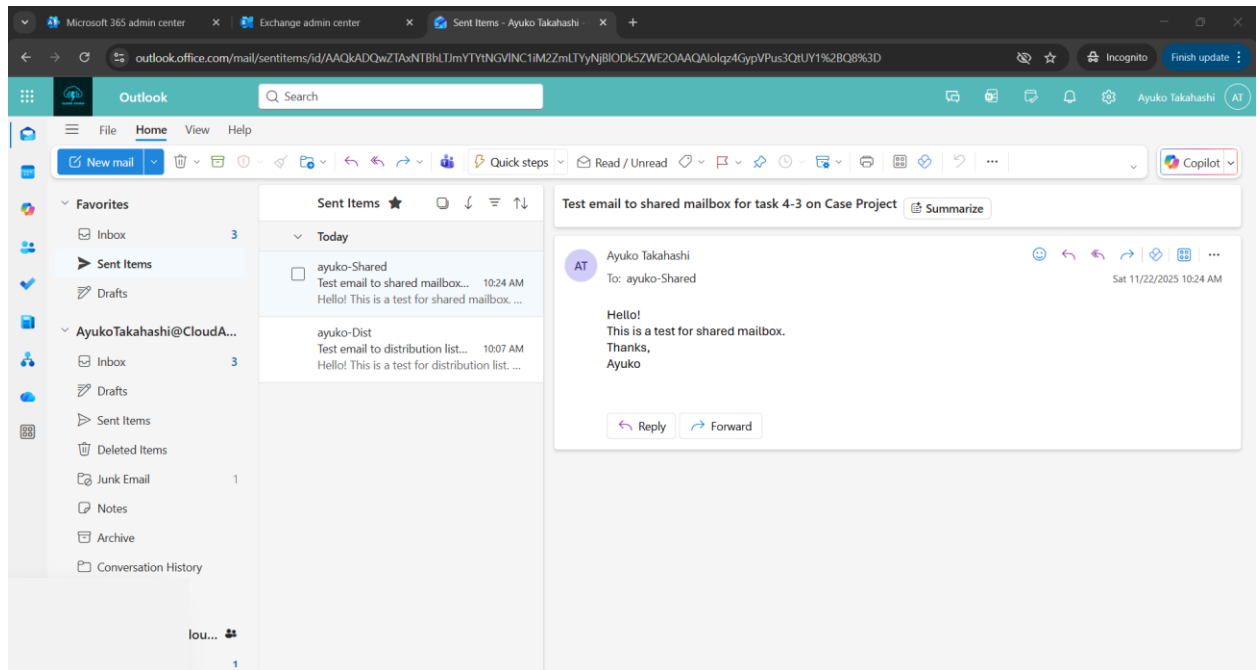 Microsoft 365 admin center
Exchange admin center
Sent Items - Ayuko Takahashi -
outlook.office.com/mail/sentitems/id/AAQkADQwZTAxNTBhLTJmYTYtNGVlNC1iM2ZmLTYyNjBlODk5ZWE2OAAQAIolqz4GypVPus3QtUY1%2BQ8%3D
Incognito
Finish update
Outlook
Search
Ayuko Takahashi
AT
File Home View Help
New mail
Quick steps
Read / Unread
Copilot
Favorites
Inbox 3
Sent Items
Drafts
AyukoTakahashi@CloudA...
Inbox 3
Drafts
Sent Items
Deleted Items
Junk Email 1
Notes
Archive
Conversation History
lou...
1
Sent Items
Today
ayuko-Shared
Test email to shared mailbox... 10:24 AM
Hello! This is a test for shared mailbox. ...
ayuko-Dist
Test email to distribution list... 10:07 AM
Hello! This is a test for distribution list. ...
Test email to shared mailbox for task 4-3 on Case Project
Summarize
AT
Ayuko Takahashi
To: ayuko-Shared
Sat 11/22/2025 10:24 AM
Hello!
This is a test for shared mailbox.
Thanks,
Ayuko
Reply
Forward